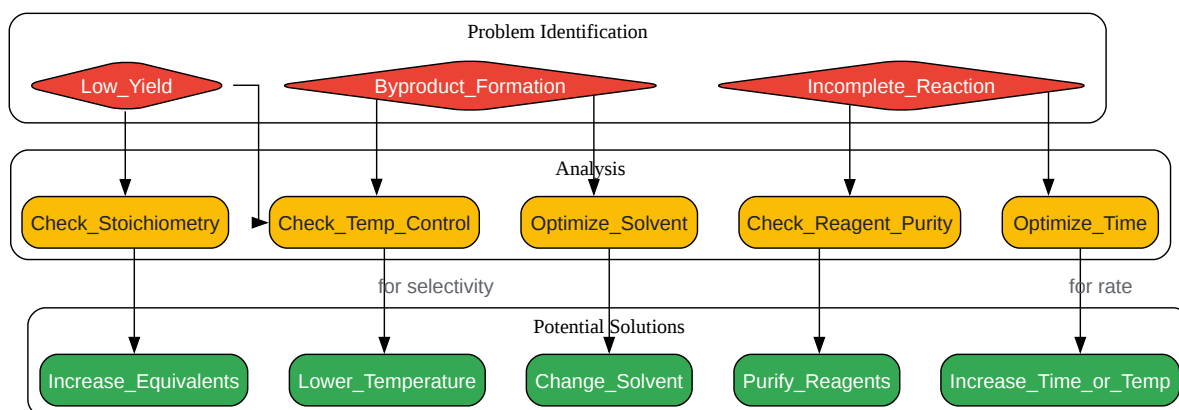 Problem Identification
Low_Yield
Byproduct_Formation
Incomplete_Reaction
Analysis
Check_Stoichiometry
Check_Temp_Control
Optimize_Solvent
Check_Reagent_Purity
Optimize_Time
for selectivity
for rate
Potential Solutions
Increase_Equivalents
Lower_Temperature
Change_Solvent
Purify_Reagents
Increase_Time_or_Temp